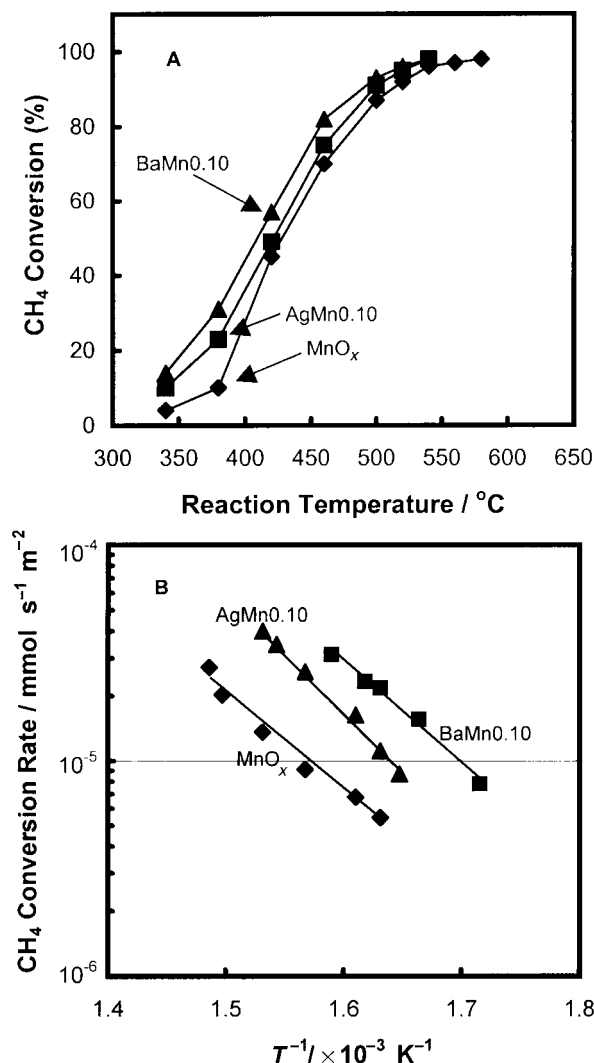 A
100
80
60
40
20
0
CH₄ Conversion (%)
BaMn0.10
AgMn0.10
MnOₓ
300 350 400 450 500 550 600 650
Reaction Temperature / °C
B
10⁻⁴
10⁻⁵
10⁻⁶
CH₄ Conversion Rate / mmol s⁻¹ m⁻²
AgMn0.10
BaMn0.10
MnOₓ
1.4 1.5 1.6 1.7 1.8
T⁻¹/ ×10⁻³ K⁻¹